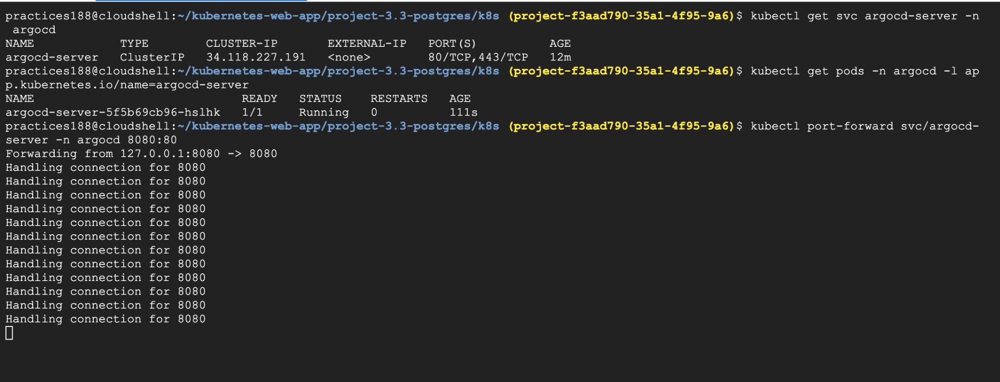 practices188@cloudshell:~/kubernetes-web-app/project-3.3-postgres/k8s (project-f3aad790-35a1-4f95-9a6)$ kubectl get svc argocd-server -n
 argocd
NAME            TYPE        CLUSTER-IP       EXTERNAL-IP   PORT(S)          AGE
argocd-server   ClusterIP   34.118.227.191   <none>        80/TCP,443/TCP   12m
practices188@cloudshell:~/kubernetes-web-app/project-3.3-postgres/k8s (project-f3aad790-35a1-4f95-9a6)$ kubectl get pods -n argocd -l ap
p.kubernetes.io/name=argocd-server
NAME                             READY   STATUS    RESTARTS   AGE
argocd-server-5f5b69cb96-hslhk   1/1     Running   0          111s
practices188@cloudshell:~/kubernetes-web-app/project-3.3-postgres/k8s (project-f3aad790-35a1-4f95-9a6)$ kubectl port-forward svc/argocd-
server -n argocd 8080:80
Forwarding from 127.0.0.1:8080 -> 8080
Handling connection for 8080
Handling connection for 8080
Handling connection for 8080
Handling connection for 8080
Handling connection for 8080
Handling connection for 8080
Handling connection for 8080
Handling connection for 8080
Handling connection for 8080
Handling connection for 8080
Handling connection for 8080
Handling connection for 8080